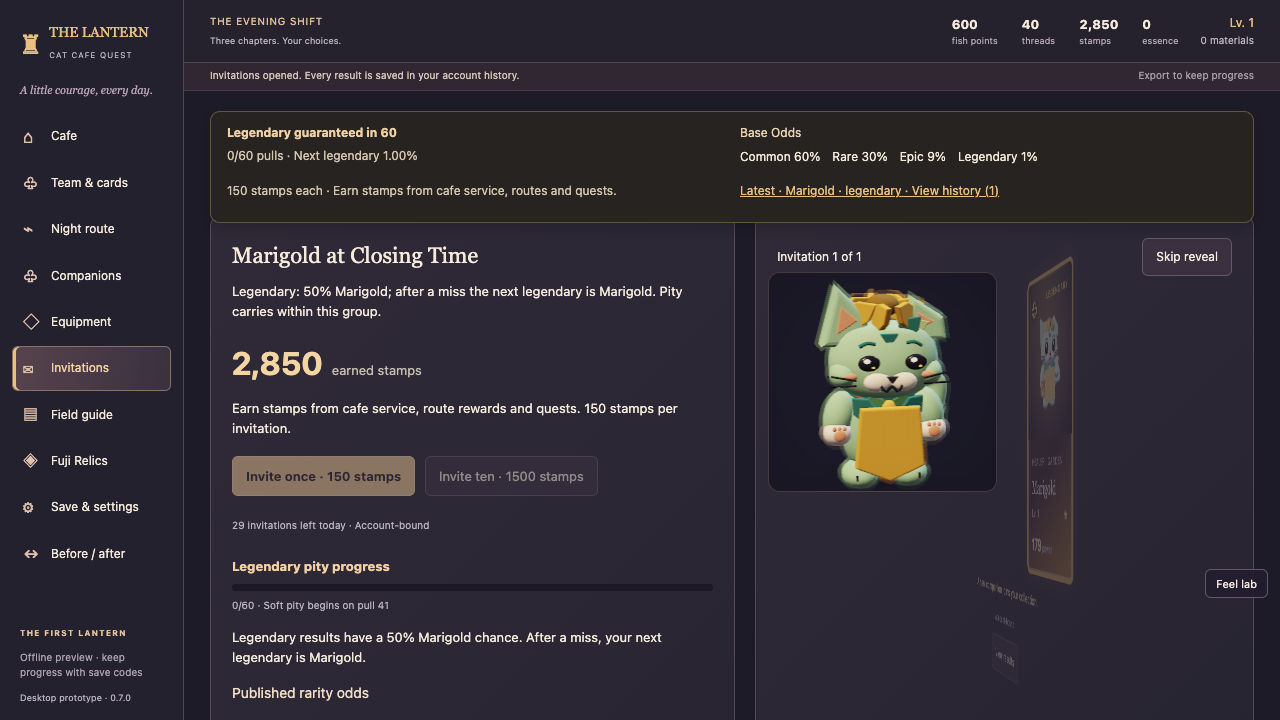 THE LANTERN
CAT CAFE QUEST
A little courage, every day.
Cafe
Team & cards
Night route
Companions
Equipment
Invitations
Field guide
Fuji Relics
Save & settings
Before / after
THE FIRST LANTERN
Offline preview · keep
progress with save codes
Desktop prototype · 0.7.0
THE EVENING SHIFT
Three chapters. Your choices.
600
fish points
40
threads
2,850
stamps
0
essence
Lv. 1
0 materials
Invitations opened. Every result is saved in your account history.
Export to keep progress
Legendary guaranteed in 60
0/60 pulls · Next legendary 1.00%
150 stamps each · Earn stamps from cafe service, routes and quests.
Base Odds
Common 60% Rare 30% Epic 9% Legendary 1%
Latest · Marigold · legendary · View history (1)
Marigold at Closing Time
Legendary: 50% Marigold; after a miss the next legendary is Marigold. Pity
carries within this group.
2,850 earned stamps
Earn stamps from cafe service, route rewards and quests. 150 stamps per
invitation.
Invite once · 150 stamps
Invite ten · 1500 stamps
29 invitations left today · Account-bound
Legendary pity progress
0/60 · Soft pity begins on pull 41
Legendary results have a 50% Marigold chance. After a miss, your next
legendary is Marigold.
Published rarity odds
Invitation 1 of 1
Skip reveal
Marigold
Lv 1
179
Feel lab